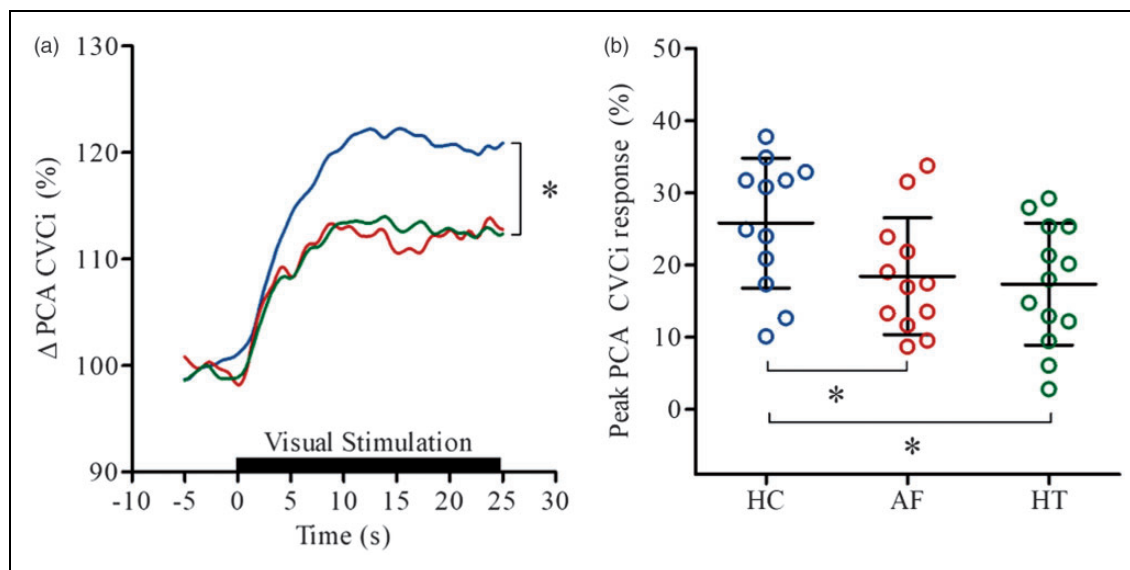 (a)
Δ PCA CVCi (%)
130
120
110
100
90
*
Visual Stimulation
-10 -5 0 5 10 15 20 25 30
Time (s)
(b)
Peak PCA CVCi response (%)
50
40
30
20
10
0
*
*
HC AF HT